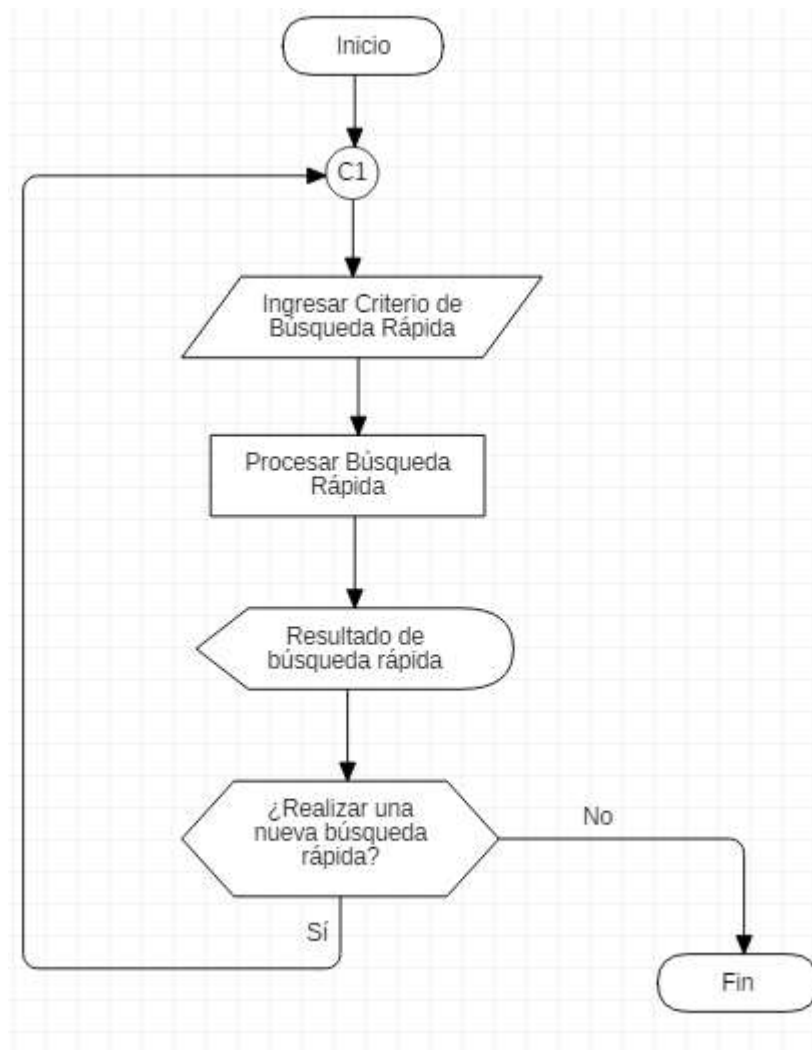 Inicio
C1
Ingresar Criterio de
Búsqueda Rápida
Procesar Búsqueda
Rápida
Resultado de
búsqueda rápida
¿Realizar una
nueva búsqueda
rápida?
No
Sí
Fin